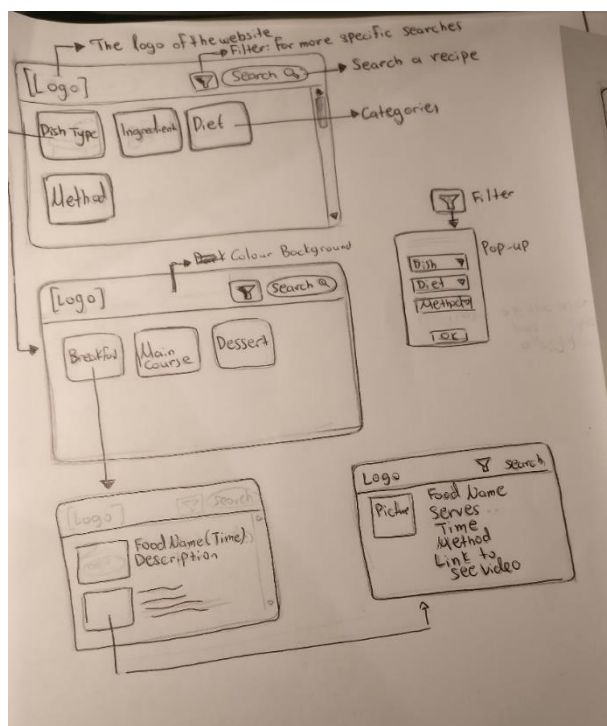 The logo of the website
Filter: For more specific searches
[Logo]
Search
Search a recipe
Dish Type
Ingredient
Diet
Categories
Method
Filter
Pop-up
Dish
Diet
Method
OK
Colour Background
[Logo]
Search
Breakfast
Main
Course
Dessert
[Logo]
Search
Food Name (Time)
Description
Logo
Search
Picture
Food Name
Serves
Time
Method
Link to
see video